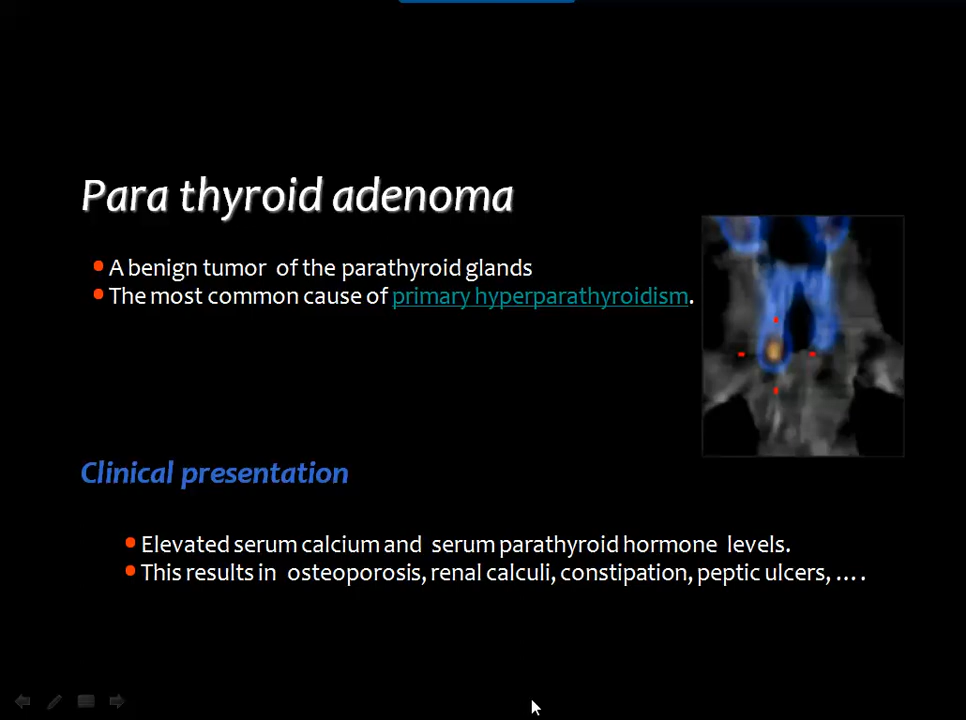 Para thyroid adenoma
A benign tumor of the parathyroid glands
The most common cause of primary hyperparathyroidism.
Clinical presentation
Elevated serum calcium and serum parathyroid hormone levels.
This results in osteoporosis, renal calculi, constipation, peptic ulcers, ….